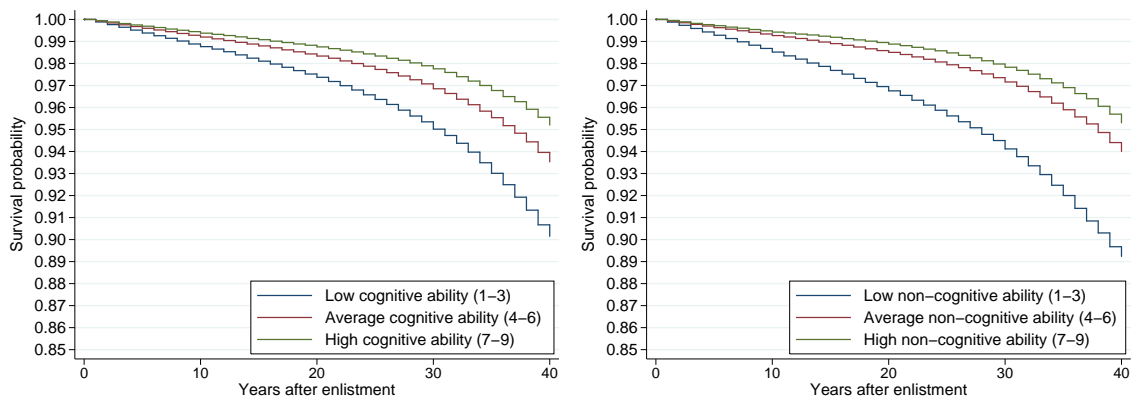 Survival probability
1.00
0.99
0.98
0.97
0.96
0.95
0.94
0.93
0.92
0.91
0.90
0.89
0.88
0.87
0.86
0.85
Low cognitive ability (1−3)
Average cognitive ability (4−6)
High cognitive ability (7−9)
0 10 20 30 40
Years after enlistment
Survival probability
1.00
0.99
0.98
0.97
0.96
0.95
0.94
0.93
0.92
0.91
0.90
0.89
0.88
0.87
0.86
0.85
Low non−cognitive ability (1−3)
Average non−cognitive ability (4−6)
High non−cognitive ability (7−9)
0 10 20 30 40
Years after enlistment